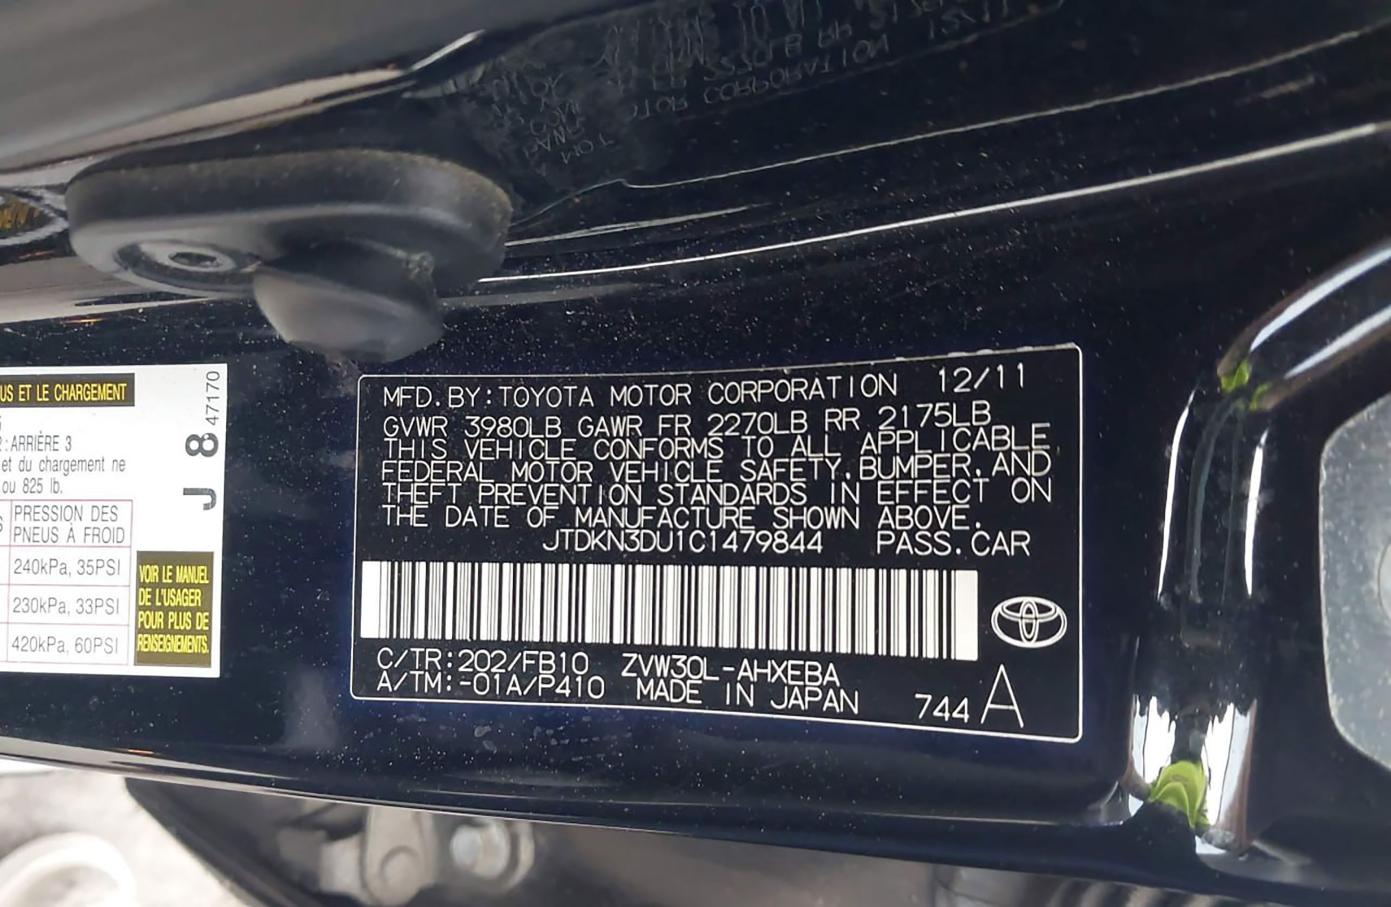 US ET LE CHARGEMENT
2: ARRIÈRE 3
et du chargement ne
ou 825 lb.
PRESSION DES
PNEUS À FROID
240kPa, 35PSI
230kPa, 33PSI
420kPa, 60PSI
J 8 47170
VOIR LE MANUEL
DE L'USAGER
POUR PLUS DE
RENSEIGNEMENTS.
MFD.BY:TOYOTA MOTOR CORPORATION 12/11
GVWR 3980LB GAWR FR 2270LB RR 2175LB
THIS VEHICLE CONFORMS TO ALL APPLICABLE
FEDERAL MOTOR VEHICLE SAFETY.BUMPER.AND
THEFT PREVENTION STANDARDS IN EFFECT ON
THE DATE OF MANUFACTURE SHOWN ABOVE.
JTDKN3DU1C1479844 PASS.CAR
C/TR:202/FB10 ZVW30L-AHXEBA
A/TM:-01A/P410 MADE IN JAPAN 744 A